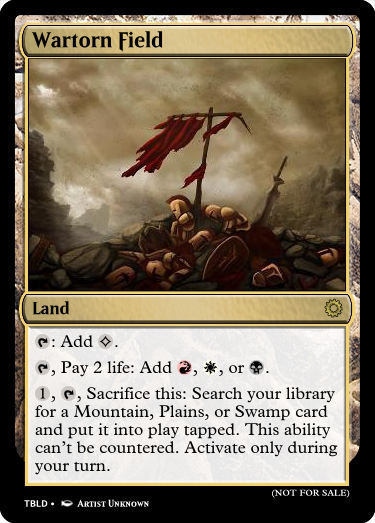 Wartorn Field
Land
: Add .
, Pay 2 life: Add , , or .
1, , Sacrifice this: Search your library
for a Mountain, Plains, or Swamp card
and put it into play tapped. This ability
can't be countered. Activate only during
your turn.
(NOT FOR SALE)
TBLD • Artist Unknown